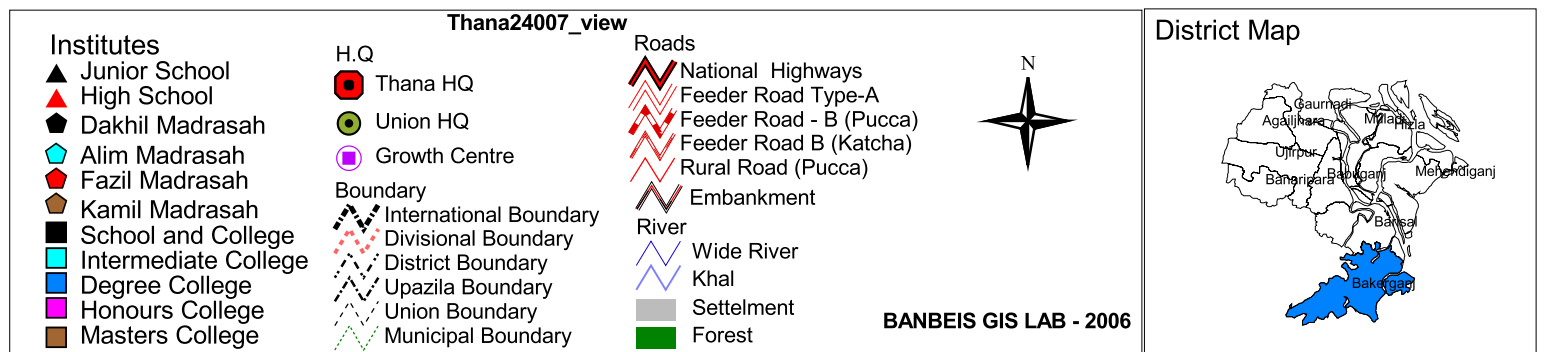 Thana24007_view
Institutes
Junior School
High School
Dakhil Madrasah
Alim Madrasah
Fazil Madrasah
Kamil Madrasah
School and College
Intermediate College
Degree College
Honours College
Masters College
H.Q
Thana HQ
Union HQ
Growth Centre
Boundary
International Boundary
Divisional Boundary
District Boundary
Upazila Boundary
Union Boundary
Municipal Boundary
Roads
National Highways
Feeder Road Type-A
Feeder Road - B (Pucca)
Feeder Road B (Katcha)
Rural Road (Pucca)
Embankment
River
Wide River
Khal
Settelment
Forest
N
BANBEIS GIS LAB - 2006
District Map
Gaurnadi
Agailjhara
Muladi
Hizla
Ujirpur
Babuganj
Mehendiganj
Banaripara
Barisal
Bakerganj